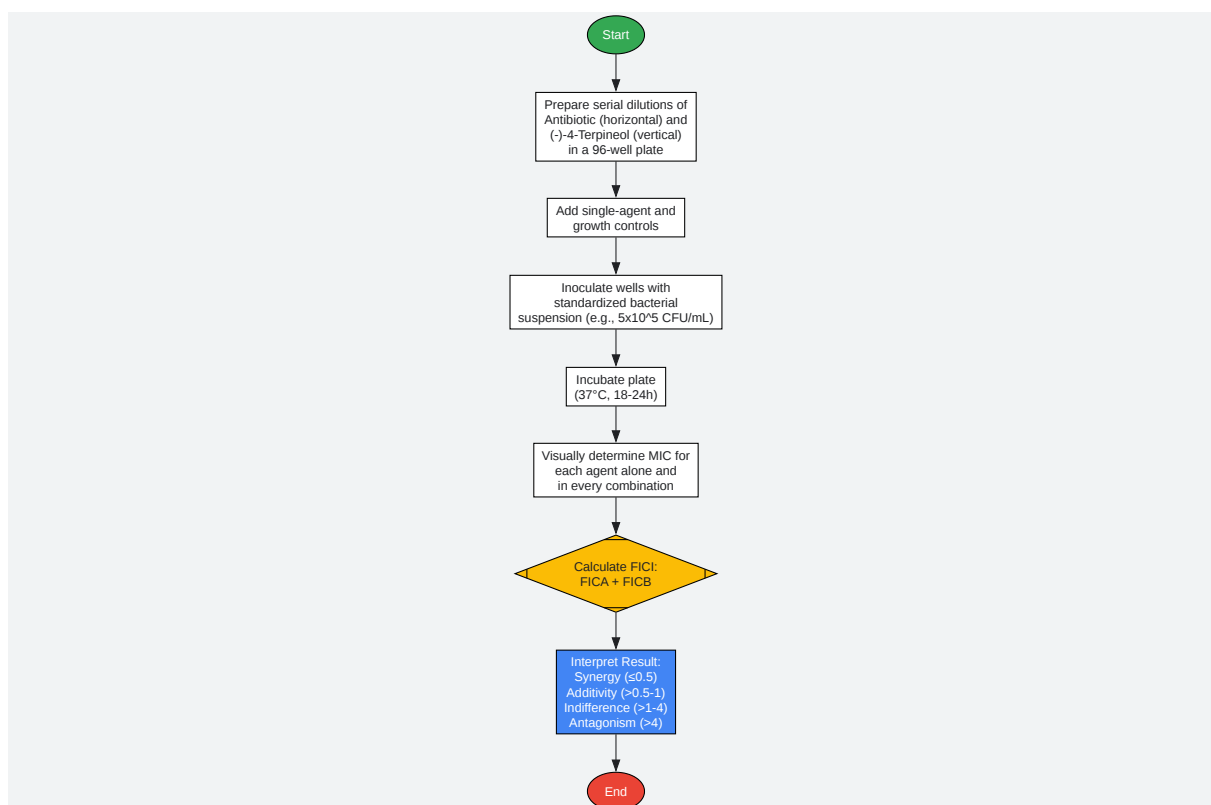 Start
Prepare serial dilutions of
Antibiotic (horizontal) and
(-)-4-Terpineol (vertical)
in a 96-well plate
Add single-agent and
growth controls
Inoculate wells with
standardized bacterial
suspension (e.g., 5x10^5 CFU/mL)
Incubate plate
(37°C, 18-24h)
Visually determine MIC for
each agent alone and
in every combination
Calculate FICI:
FICA + FICB
Interpret Result:
Synergy (≤0.5)
Additivity (>0.5-1)
Indifference (>1-4)
Antagonism (>4)
End